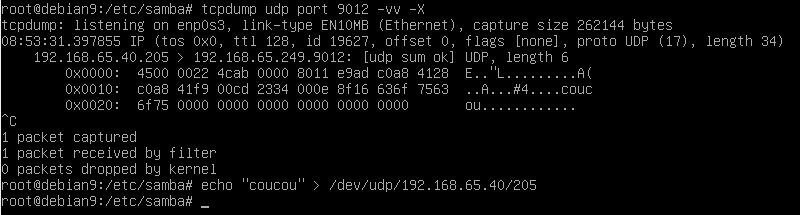 root@debian9:/etc/samba# tcpdump udp port 9012 -vv -X
tcpdump: listening on enp0s3, link-type EN10MB (Ethernet), capture size 262144 bytes
08:53:31.397855 IP (tos 0x0, ttl 128, id 19627, offset 0, flags [none], proto UDP (17), length 34)
192.168.65.40.205 > 192.168.65.249.9012: [udp sum ok] UDP, length 6
0x0000: 4500 0022 4cab 0000 8011 e9ad c0a8 4128 E.."L.........A(
0x0010: c0a8 41f9 00cd 2334 000e 8f16 636f 7563 ..A...#4....couc
0x0020: 6f75 0000 0000 0000 0000 0000 0000 ou............
^C
1 packet captured
1 packet received by filter
0 packets dropped by kernel
root@debian9:/etc/samba# echo "coucou" > /dev/udp/192.168.65.40/205
root@debian9:/etc/samba# _